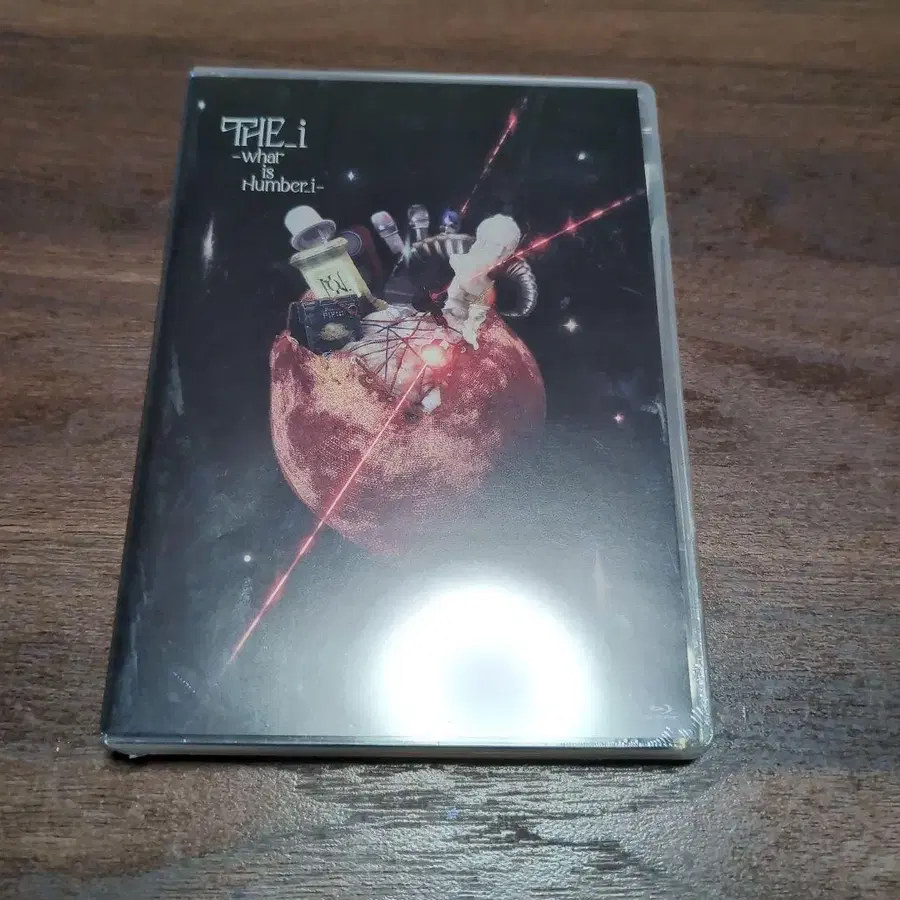 THE_i
-what
is
Number_i-